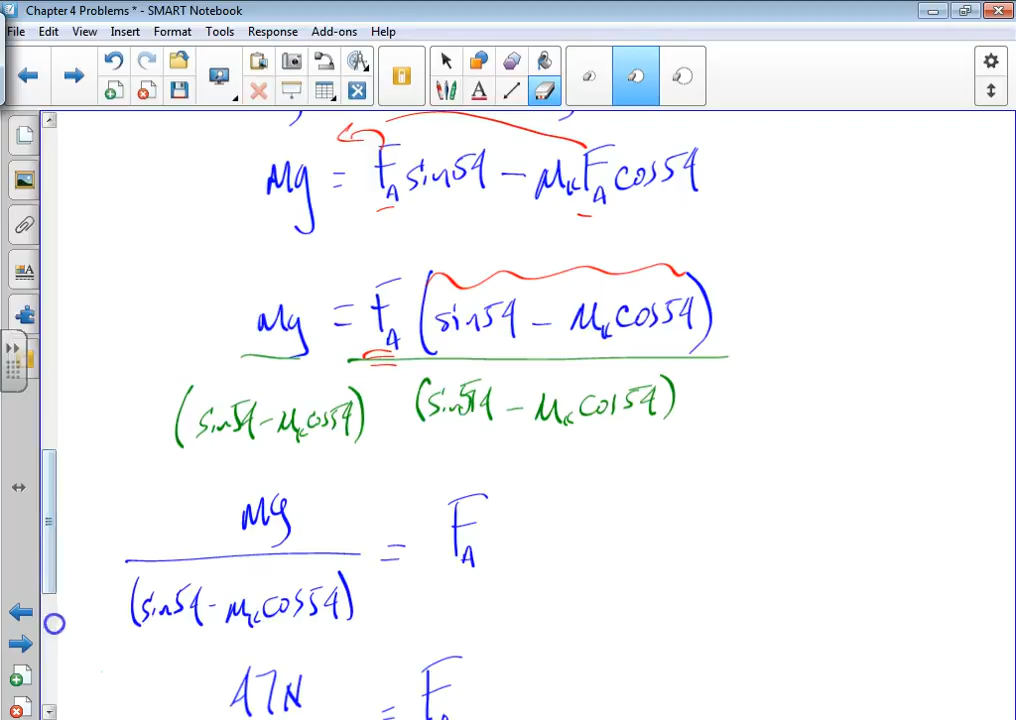 Chapter 4 Problems * - SMART Notebook
File Edit View Insert Format Tools Response Add-ons Help
Mg = F_A sin54 - μ_k F_A cos54
Mg = F_A (sin54 - μ_k cos54)
(sin54 - μ_k cos54) (sin54 - μ_k cos54)
Mg
= F_A
(sin54 - μ_k cos54)
47N
= F_A